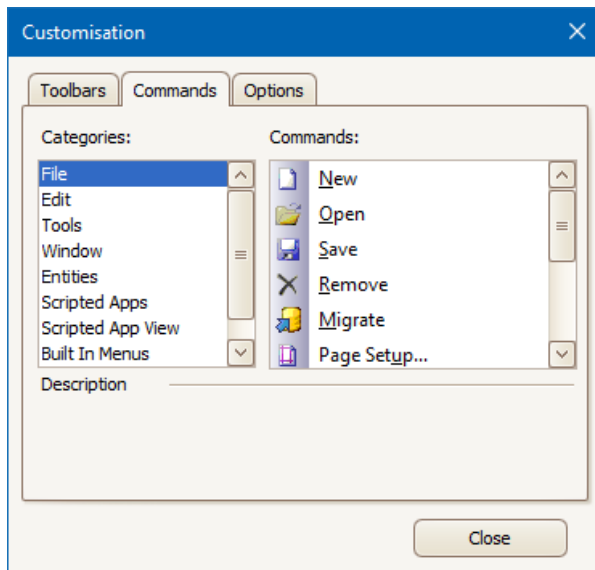 Customisation
Toolbars Commands Options
Categories: Commands:
File
Edit
Tools
Window
Entities
Scripted Apps
Scripted App View
Built In Menus
New
Open
Save
Remove
Migrate
Page Setup...
Description
Close